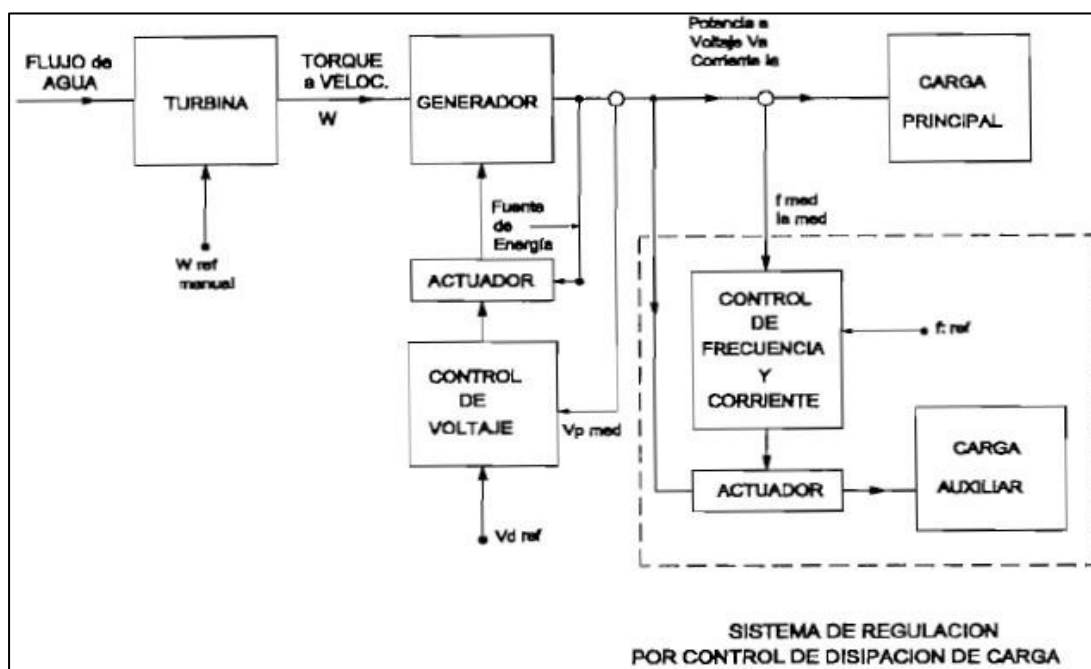 FLUJO de
AGUA
TURBINA
W ref
manual
TORQUE
a VELOC.
W
GENERADOR
Fuente
de
Energía
ACTUADOR
CONTROL
DE
VOLTAJE
Vp med
Vd ref
Potencia a
Voltaje Va
Corriente Ia
CARGA
PRINCIPAL
f med
Ia med
CONTROL
DE
FRECUENCIA
Y
CORRIENTE
f: ref
ACTUADOR
CARGA
AUXILIAR
SISTEMA DE REGULACION
POR CONTROL DE DISIPACION DE CARGA